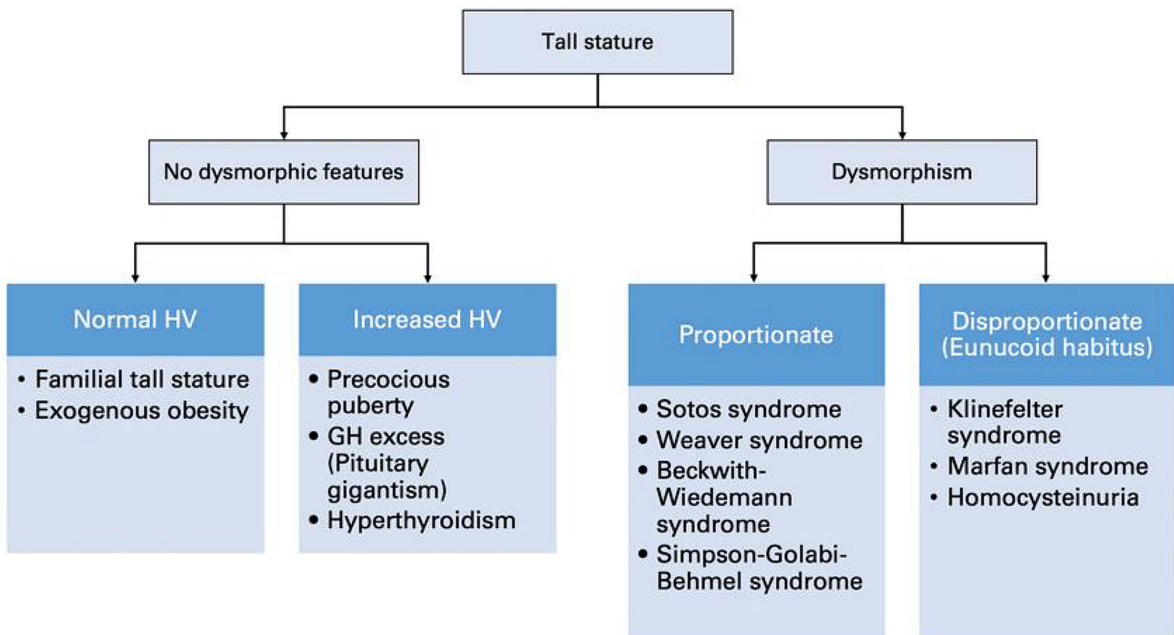 Tall stature
No dysmorphic features
Dysmorphism
Normal HV
• Familial tall stature
• Exogenous obesity
Increased HV
• Precocious
puberty
• GH excess
(Pituitary
gigantism)
• Hyperthyroidism
Proportionate
• Sotos syndrome
• Weaver syndrome
• Beckwith-
Wiedemann
syndrome
• Simpson-Golabi-
Behmel syndrome
Disproportionate
(Eunucoid habitus)
• Klinefelter
syndrome
• Marfan syndrome
• Homocysteinuria